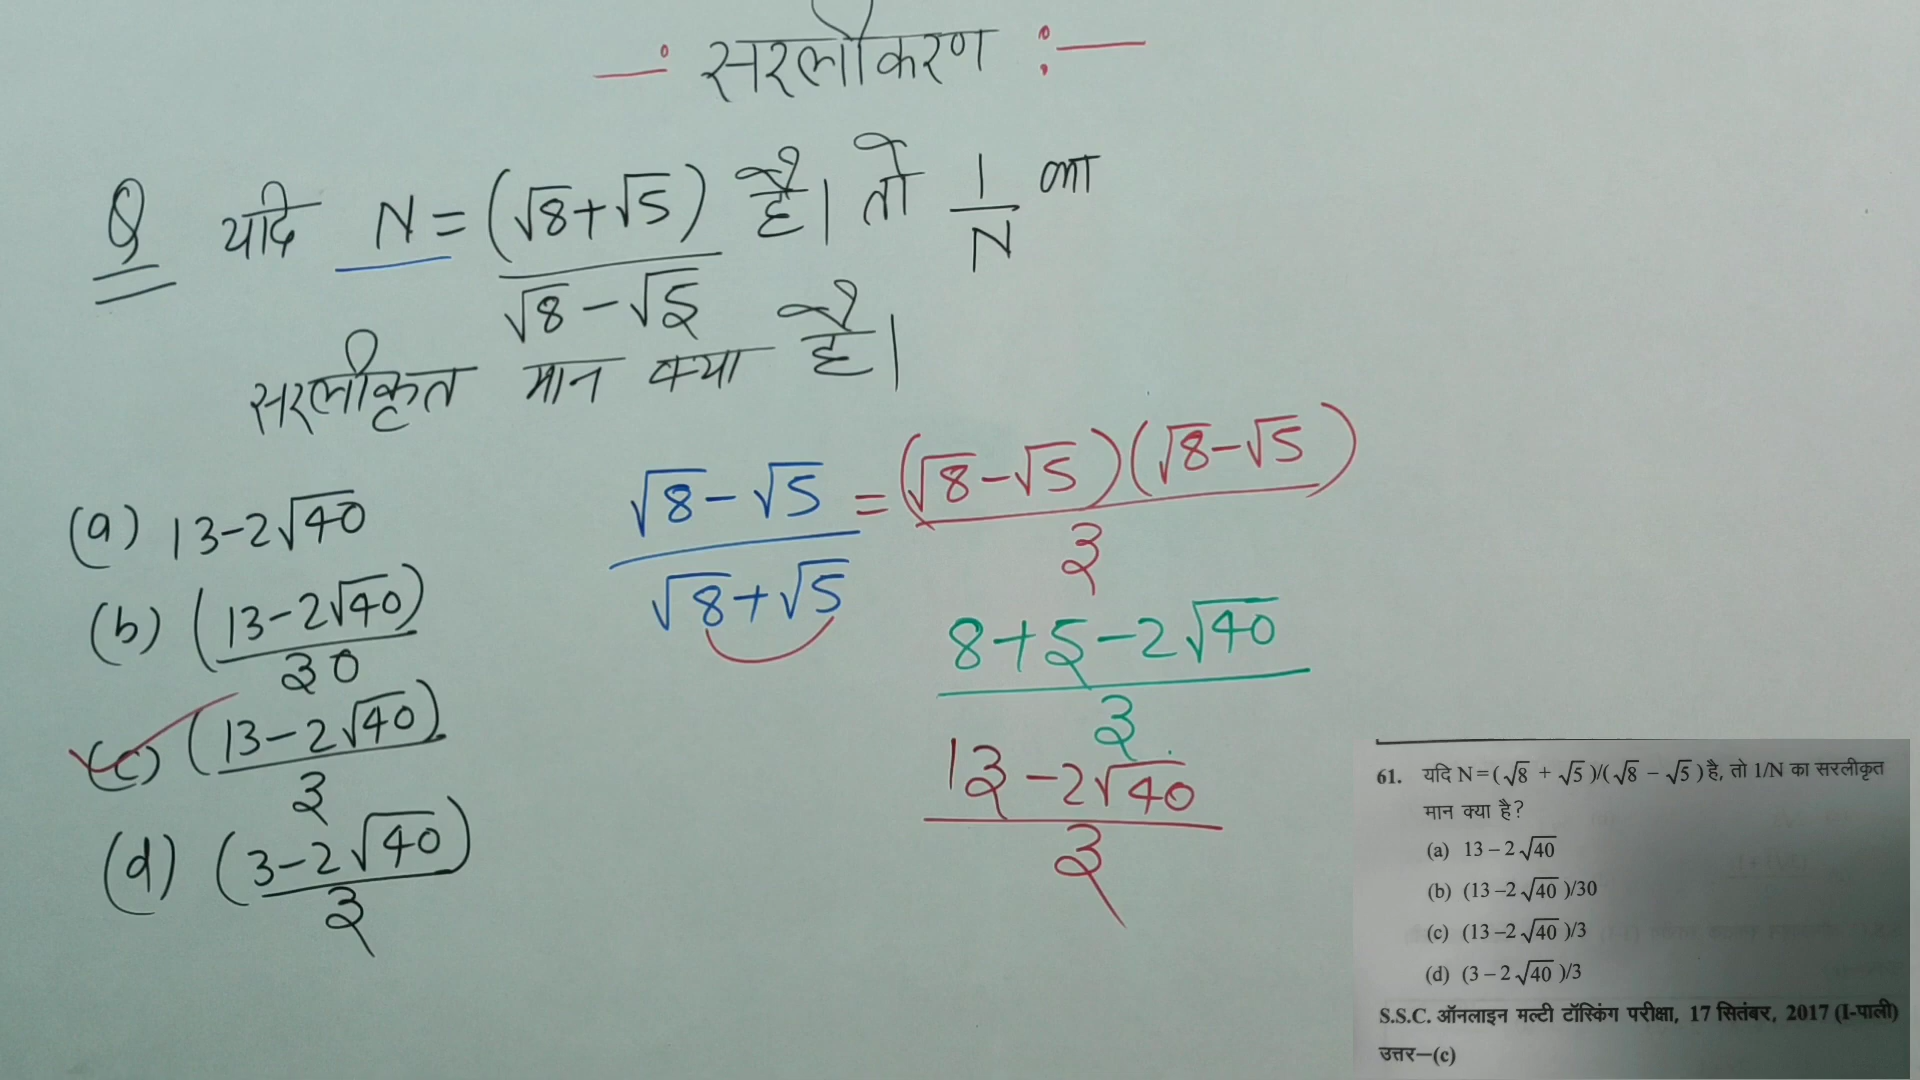 —: सरलीकरण :—
Q यदि N = (√8+√5) / √8-√5 है। तो 1/N का
सरलीकृत मान क्या है।
(a) 13-2√40
(b) (13-2√40) / 30
(c) (13-2√40) / 3
(d) (3-2√40) / 3
√8-√5 / √8+√5 = (√8-√5)(√8-√5) / 3
8+5-2√40 / 3
13-2√40 / 3
61. यदि N = ( √8 + √5 )/( √8 − √5 ) है, तो 1/N का सरलीकृत
मान क्या है?
(a) 13 – 2 √40
(b) (13 –2 √40 )/30
(c) (13 –2 √40 )/3
(d) (3 – 2 √40 )/3
S.S.C. ऑनलाइन मल्टी टॉस्किंग परीक्षा, 17 सितंबर, 2017 (I-पाली)
उत्तर—(c)